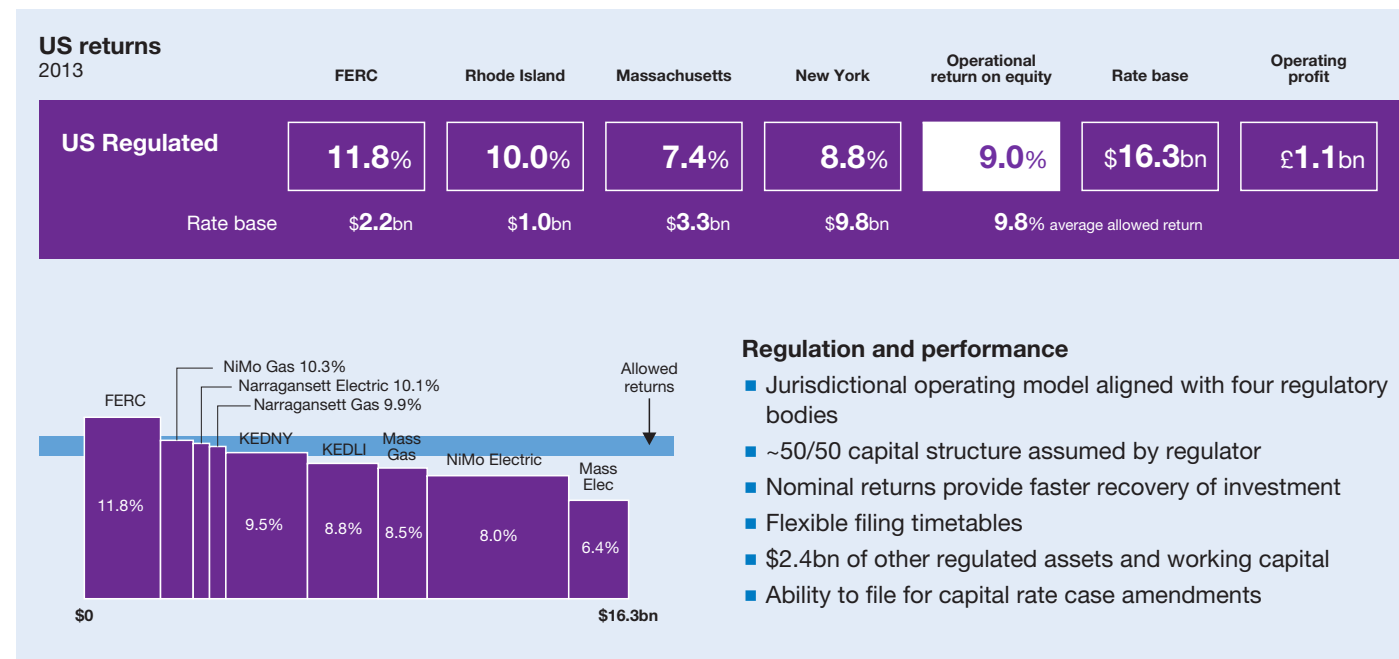 US returns
2013
FERC
Rhode Island
Massachusetts
New York
Operational
return on equity
Rate base
Operating
profit
US Regulated
11.8%
10.0%
7.4%
8.8%
9.0%
$16.3bn
£1.1bn
Rate base
$2.2bn
$1.0bn
$3.3bn
$9.8bn
9.8% average allowed return
NiMo Gas 10.3%
Narragansett Electric 10.1%
Narragansett Gas 9.9%
Allowed
returns
FERC
KEDNY
KEDLI
Mass
Gas
NiMo Electric
Mass
Elec
11.8%
9.5%
8.8%
8.5%
8.0%
6.4%
$0
$16.3bn
Regulation and performance
Jurisdictional operating model aligned with four regulatory
bodies
~50/50 capital structure assumed by regulator
Nominal returns provide faster recovery of investment
Flexible filing timetables
$2.4bn of other regulated assets and working capital
Ability to file for capital rate case amendments